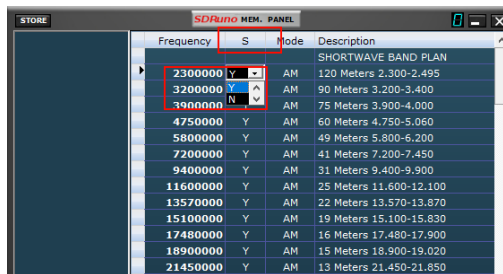 STORE SDRuno MEM. PANEL
Frequency S Mode Description
SHORTWAVE BAND PLAN
2300000 Y AM 120 Meters 2.300-2.495
3200000 Y AM 90 Meters 3.200-3.400
3900000 N Y AM 75 Meters 3.900-4.000
4750000 Y AM 60 Meters 4.750-5.060
5800000 Y AM 49 Meters 5.800-6.200
7200000 Y AM 41 Meters 7.200-7.450
9400000 Y AM 31 Meters 9.400-9.900
11600000 Y AM 25 Meters 11.600-12.100
13570000 Y AM 22 Meters 13.570-13.870
15100000 Y AM 19 Meters 15.100-15.830
17480000 Y AM 16 Meters 17.480-17.900
18900000 Y AM 15 Meters 18.900-19.020
21450000 Y AM 13 Meters 21.450-21.850